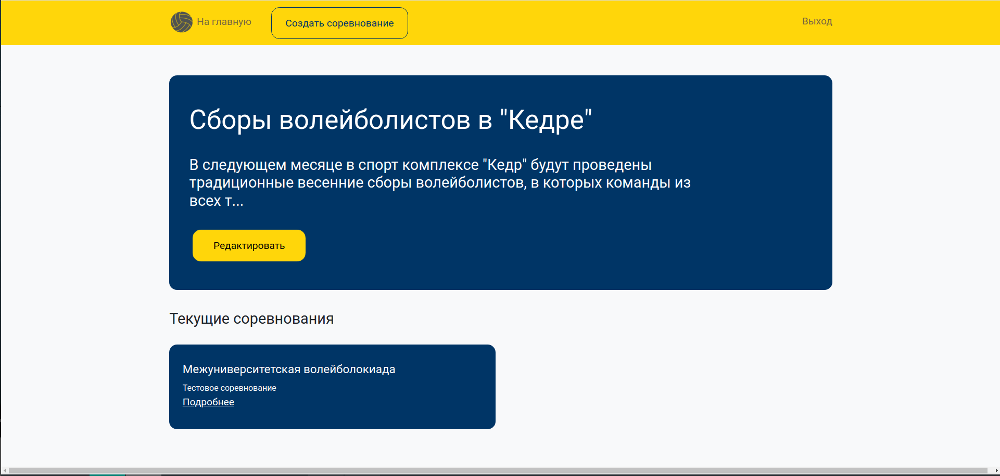 На главную
Создать соревнование
Выход
Сборы волейболистов в "Кедре"
В следующем месяце в спорт комплексе "Кедр" будут проведены
традиционные весенние сборы волейболистов, в которых команды из
всех т...
Редактировать
Текущие соревнования
Межуниверситетская волейболокиада
Тестовое соревнование
Подробнее